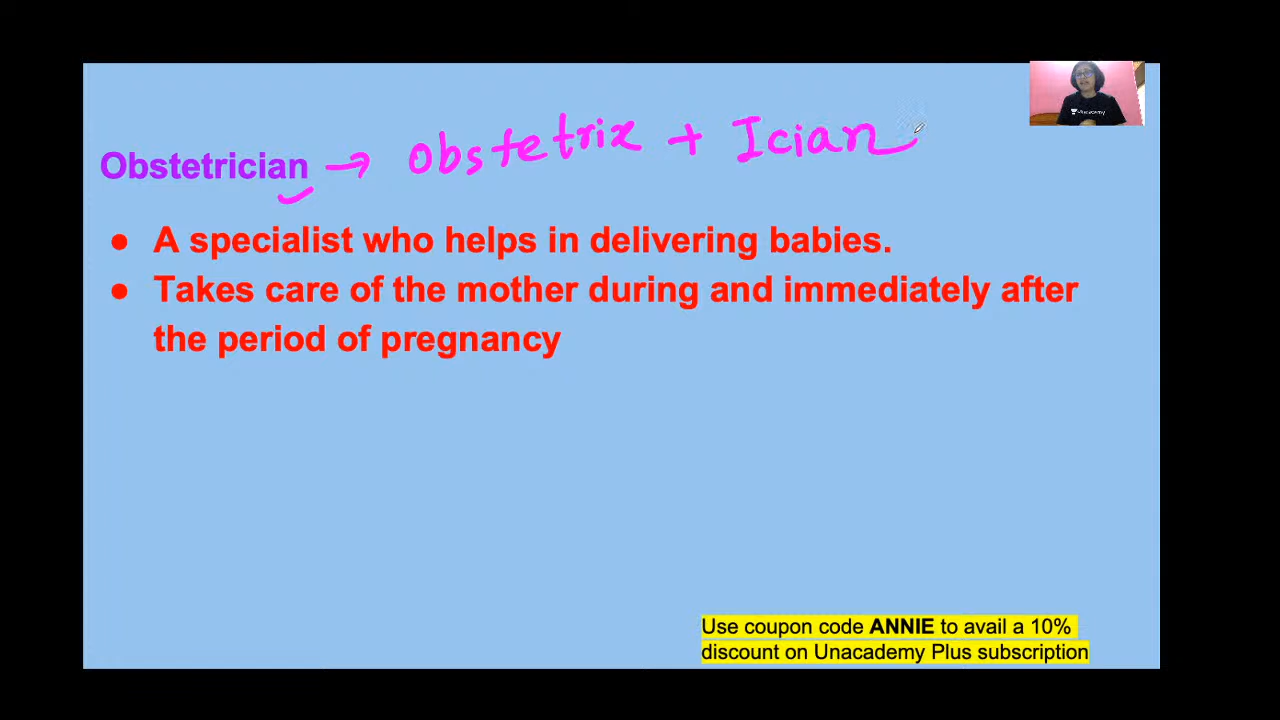 Obstetrician → Obstetrix + Ician
● A specialist who helps in delivering babies.
● Takes care of the mother during and immediately after
the period of pregnancy
Use coupon code ANNIE to avail a 10%
discount on Unacademy Plus subscription
unacademy